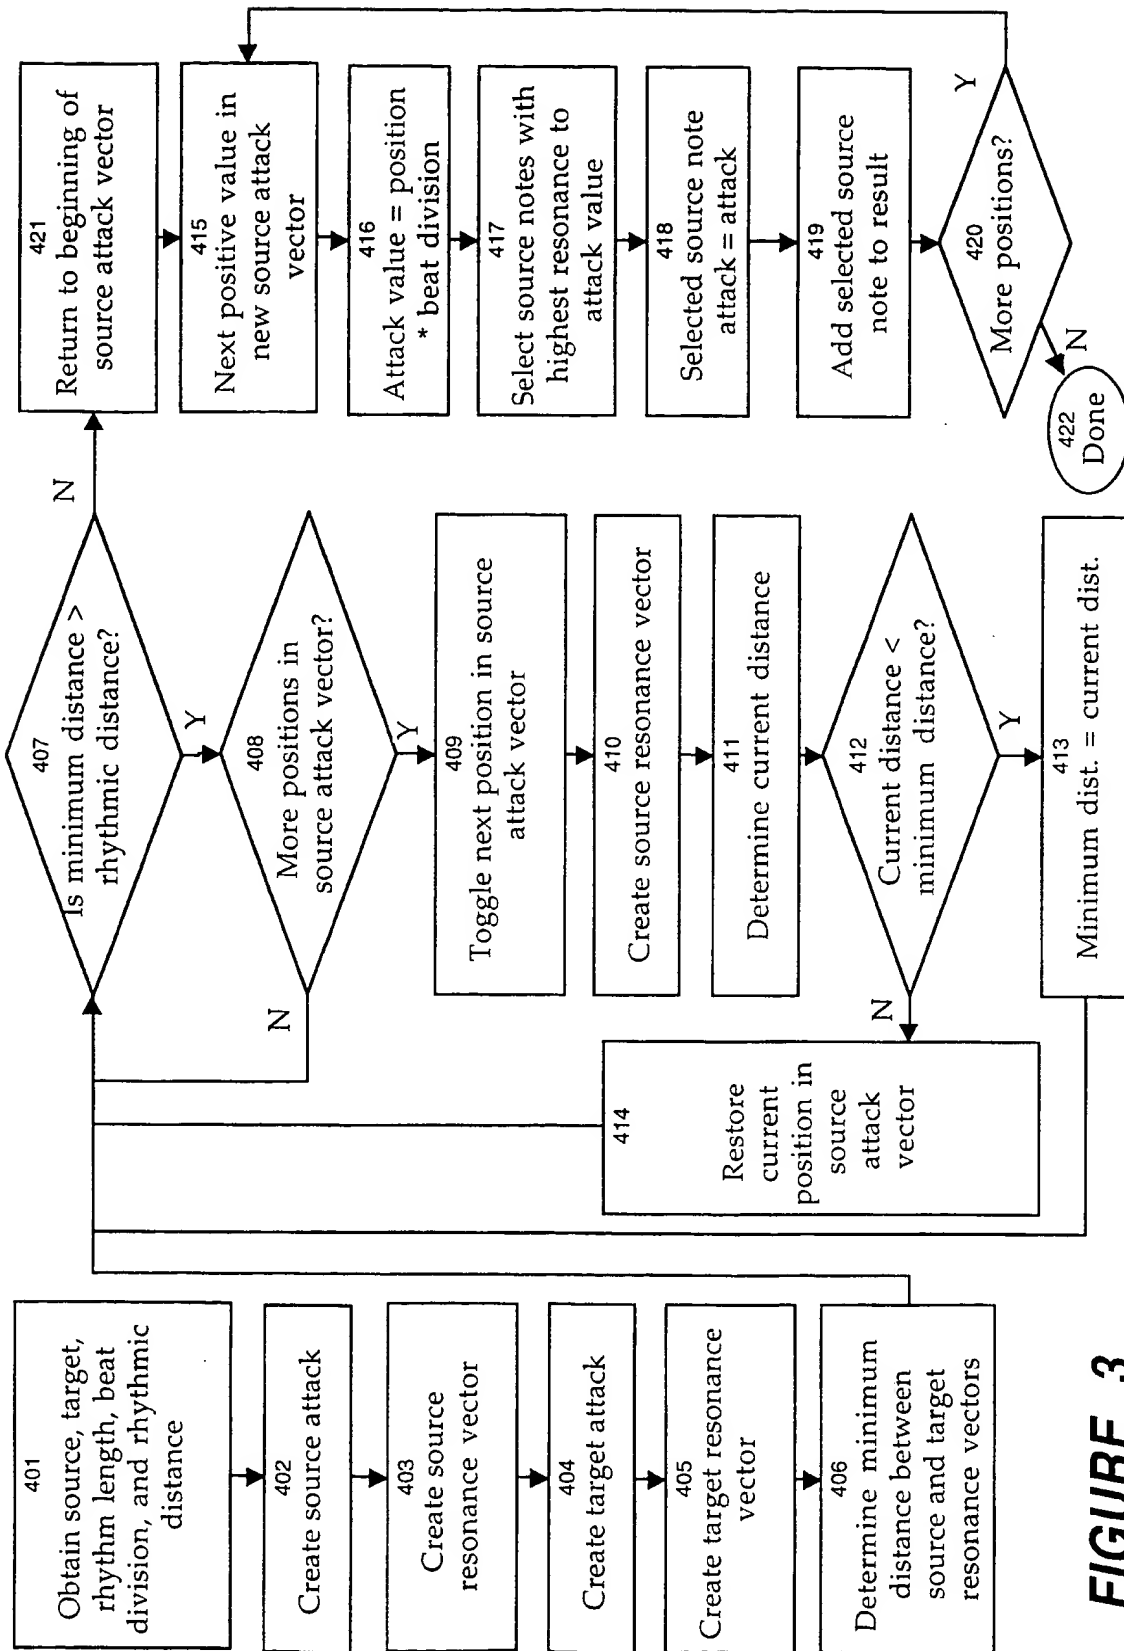 401
Obtain source, target,
rhythm length, beat
division, and rhythmic
distance
402
Create source attack
403
Create source
resonance vector
404
Create target attack
405
Create target resonance
vector
406
Determine minimum
distance between
source and target
resonance vectors
407
Is minimum distance >
rhythmic distance?
N
Y
408
More positions in
source attack vector?
N
Y
409
Toggle next position in source
attack vector
410
Create source resonance vector
411
Determine current distance
412
Current distance <
minimum distance?
N
Y
413
Minimum dist. = current dist.
414
Restore
current
position in
source
attack
vector
421
Return to beginning of
source attack vector
415
Next positive value in
new source attack
vector
416
Attack value = position
* beat division
417
Select source notes with
highest resonance to
attack value
418
Selected source note
attack = attack
419
Add selected source
note to result
420
More positions?
Y
N
422
Done
FIGURE 3